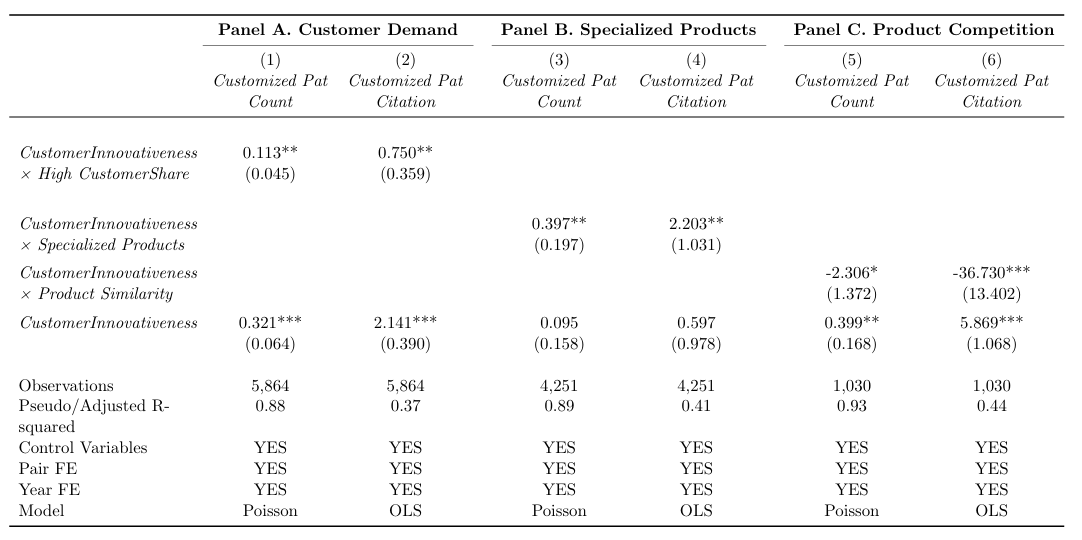 Panel A. Customer Demand Panel B. Specialized Products Panel C. Product Competition
(1) (2) (3) (4) (5) (6)
Customized Pat Customized Pat Customized Pat Customized Pat Customized Pat Customized Pat
Count Citation Count Citation Count Citation
CustomerInnovativeness 0.113** 0.750**
× High CustomerShare (0.045) (0.359)
CustomerInnovativeness 0.397** 2.203**
× Specialized Products (0.197) (1.031)
CustomerInnovativeness -2.306* -36.730***
× Product Similarity (1.372) (13.402)
CustomerInnovativeness 0.321*** 2.141*** 0.095 0.597 0.399** 5.869***
(0.064) (0.390) (0.158) (0.978) (0.168) (1.068)
Observations 5,864 5,864 4,251 4,251 1,030 1,030
Pseudo/Adjusted R- 0.88 0.37 0.89 0.41 0.93 0.44
squared
Control Variables YES YES YES YES YES YES
Pair FE YES YES YES YES YES YES
Year FE YES YES YES YES YES YES
Model Poisson OLS Poisson OLS Poisson OLS